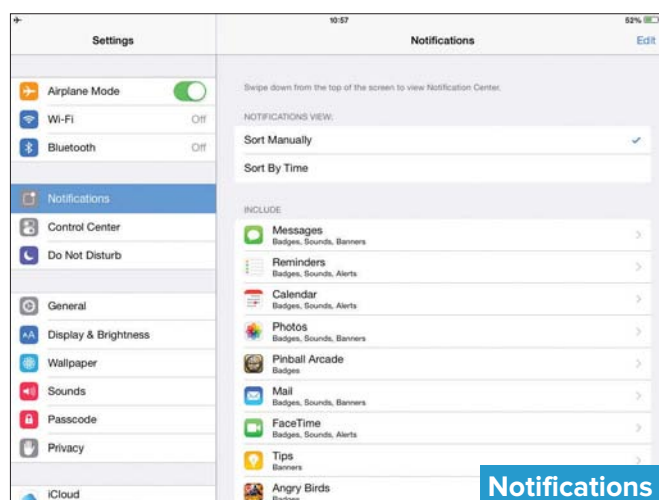 10:57
52%
Settings
Airplane Mode
Wi-Fi Off
Bluetooth Off
Notifications
Control Center
Do Not Disturb
General
AA Display & Brightness
Wallpaper
Sounds
Passcode
Privacy
iCloud
Notifications Edit
Swipe down from the top of the screen to view Notification Center.
NOTIFICATIONS VIEW:
Sort Manually
Sort By Time
INCLUDE
Messages
Badges, Sounds, Banners
Reminders
Badges, Sounds, Alerts
Calendar
Badges, Sounds, Alerts
Photos
Badges, Sounds, Banners
Pinball Arcade
Badges
Mail
Badges, Sounds, Banners
FaceTime
Badges, Sounds, Alerts
Tips
Banners
Angry Birds
Badges
Notifications